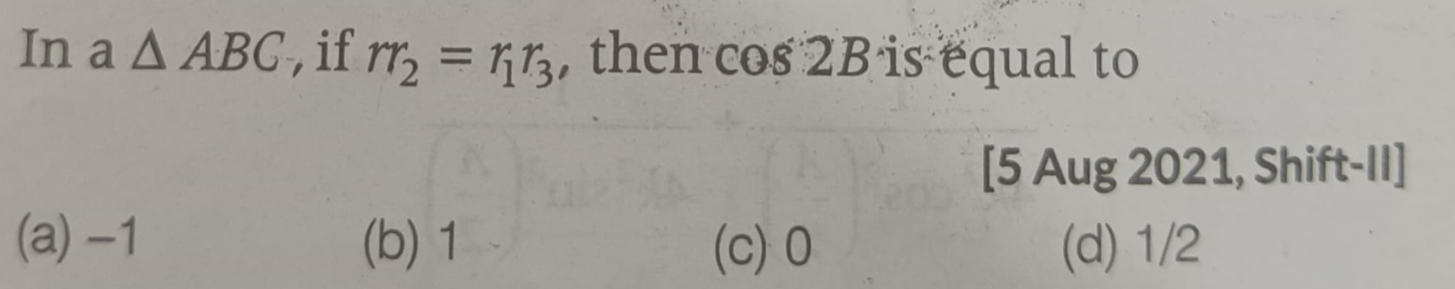 In a Δ ABC, if rr₂ = r₁r₃, then cos 2B is equal to
[5 Aug 2021, Shift-II]
(a) –1 (b) 1 (c) 0 (d) 1/2